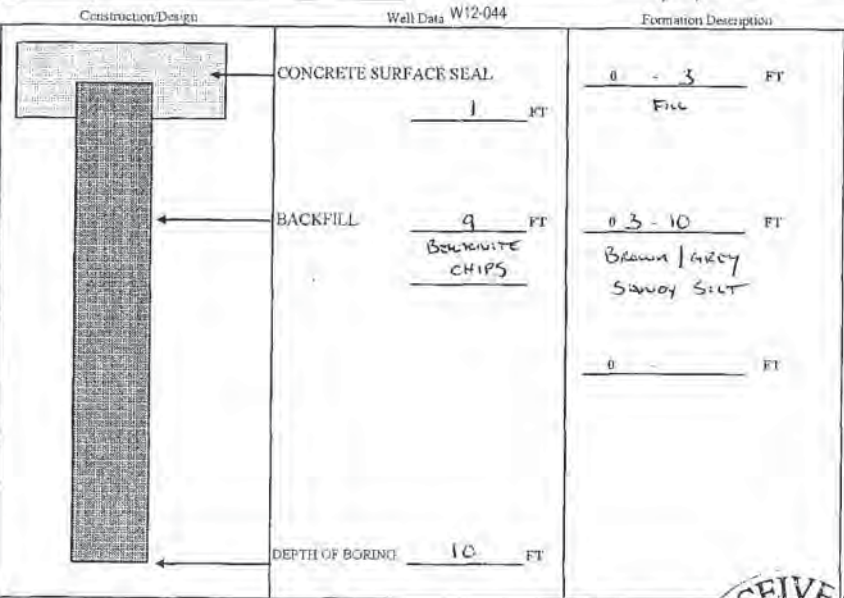 Construction/Design
Well Data W12-044
Formation Description
CONCRETE SURFACE SEAL
1 FT
0 - 3 FT
FILL
BACKFILL
9 FT
BENTONITE
CHIPS
0 3 - 10 FT
BROWN / GREY
SANDY SILT
0 - FT
DEPTH OF BORING 10 FT